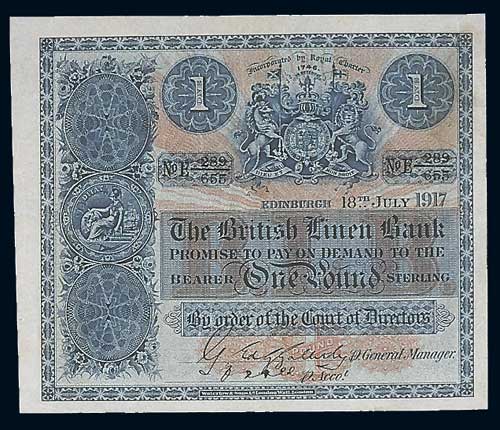 Incorporated by Royal Charter
1746
1
1
No E 289/655
No E 289/655
EDINBURGH 18TH JULY 1917
The British Linen Bank
PROMISE TO PAY ON DEMAND TO THE
BEARER One Pound STERLING
By order of the Court of Directors
p. General Manager.
p. Acco't